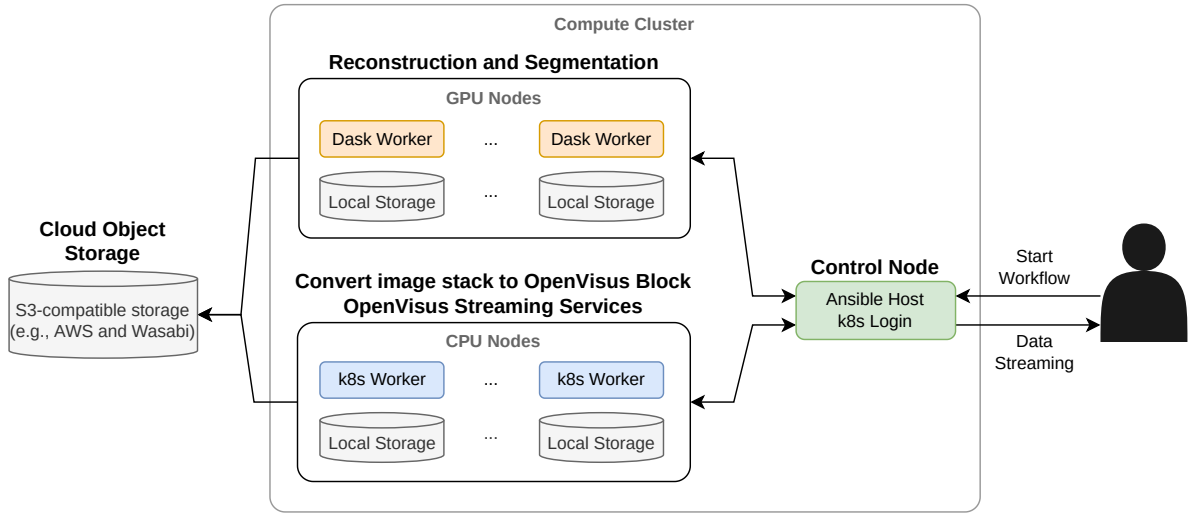 Compute Cluster
Reconstruction and Segmentation
GPU Nodes
Dask Worker ... Dask Worker
Local Storage ... Local Storage
Cloud Object
Storage
S3-compatible storage
(e.g., AWS and Wasabi)
Convert image stack to OpenVisus Block
OpenVisus Streaming Services
CPU Nodes
k8s Worker ... k8s Worker
Local Storage ... Local Storage
Control Node
Ansible Host
k8s Login
Start
Workflow
Data
Streaming